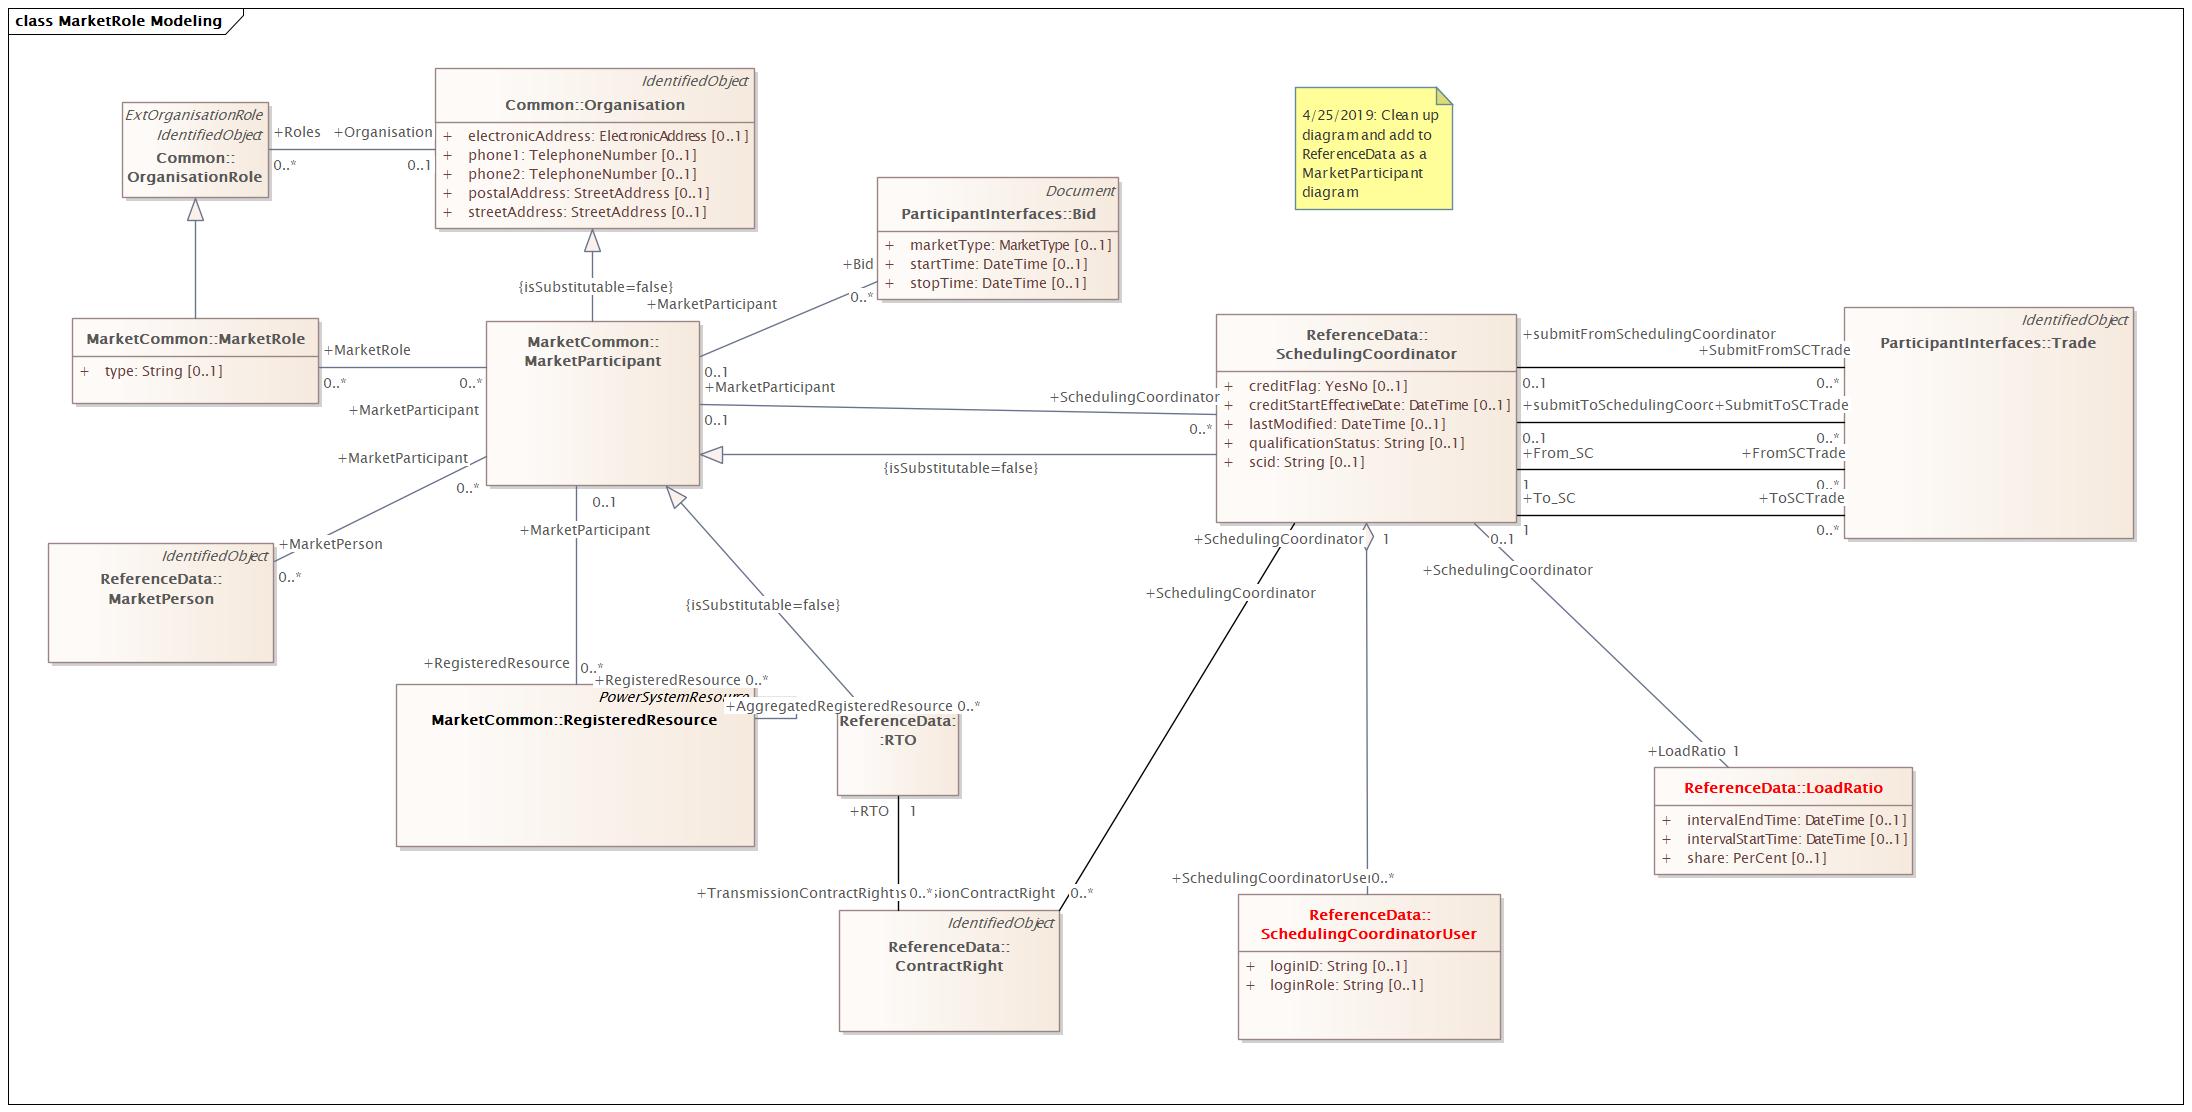 class MarketRole Modeling
ExtOrganisationRole
IdentifiedObject
Common::
OrganisationRole
+Roles
0..*
+Organisation
0..1
IdentifiedObject
Common::Organisation
+ electronicAddress: ElectronicAddress [0..1]
+ phone1: TelephoneNumber [0..1]
+ phone2: TelephoneNumber [0..1]
+ postalAddress: StreetAddress [0..1]
+ streetAddress: StreetAddress [0..1]
4/25/2019: Clean up
diagram and add to
ReferenceData as a
MarketParticipant
diagram
Document
ParticipantInterfaces::Bid
+ marketType: MarketType [0..1]
+ startTime: DateTime [0..1]
+ stopTime: DateTime [0..1]
+Bid
0..*
{isSubstitutable=false}
+MarketParticipant
0..1
MarketCommon::MarketRole
+ type: String [0..1]
+MarketRole
0..*
0..*
+MarketParticipant
MarketCommon::
MarketParticipant
+MarketParticipant
0..1
+SchedulingCoordinator
0..*
{isSubstitutable=false}
ReferenceData::
SchedulingCoordinator
+ creditFlag: YesNo [0..1]
+ creditStartEffectiveDate: DateTime [0..1]
+ lastModified: DateTime [0..1]
+ qualificationStatus: String [0..1]
+ scid: String [0..1]
+submitFromSchedulingCoordinator
+SubmitFromSCTrade
0..1
0..*
+submitToSchedulingCoorc
+SubmitToSCTrade
0..1
0..*
+From_SC
+FromSCTrade
1
0..*
+To_SC
+ToSCTrade
1
0..*
IdentifiedObject
ParticipantInterfaces::Trade
+MarketParticipant
0..*
+MarketPerson
0..*
IdentifiedObject
ReferenceData::
MarketPerson
0..1
+MarketParticipant
{isSubstitutable=false}
+RegisteredResource
0..*
+RegisteredResource 0..*
PowerSystemResource
+AggregatedRegisteredResource 0..*
MarketCommon::RegisteredResource
ReferenceData:
:RTO
+RTO
1
+SchedulingCoordinator
1
0..1
+SchedulingCoordinator
+SchedulingCoordinator
+LoadRatio
1
ReferenceData::LoadRatio
+ intervalEndTime: DateTime [0..1]
+ intervalStartTime: DateTime [0..1]
+ share: PerCent [0..1]
+TransmissionContractRights
0..*
ionContractRight
0..*
IdentifiedObject
ReferenceData::
ContractRight
+SchedulingCoordinatorUser
0..*
ReferenceData::
SchedulingCoordinatorUser
+ loginID: String [0..1]
+ loginRole: String [0..1]